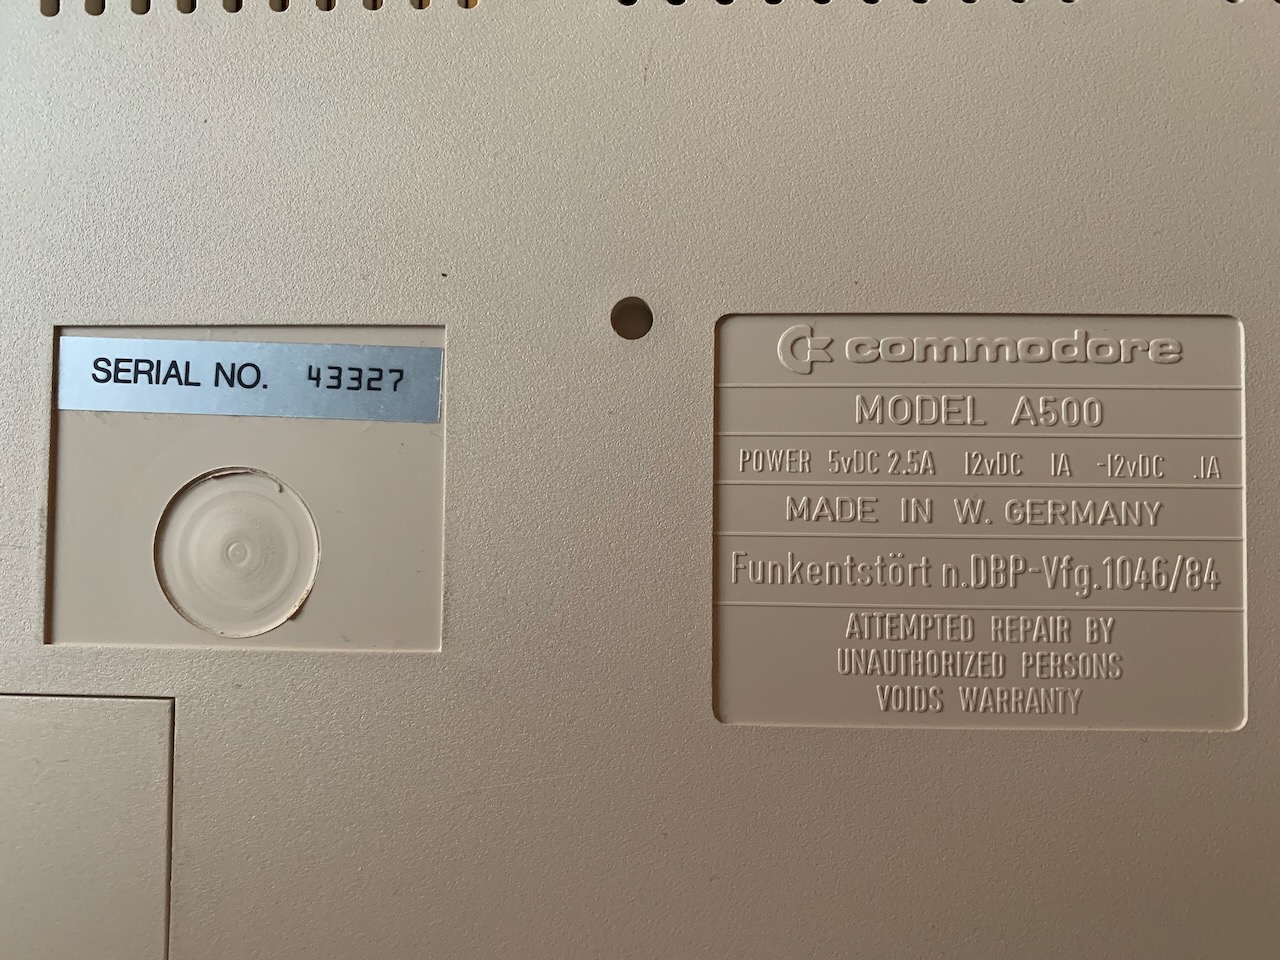 SERIAL NO. 43327
commodore
MODEL A500
POWER 5vDC 2.5A 12vDC 1A -12vDC .1A
MADE IN W. GERMANY
Funkentstört n.DBP-Vfg.1046/84
ATTEMPTED REPAIR BY
UNAUTHORIZED PERSONS
VOIDS WARRANTY